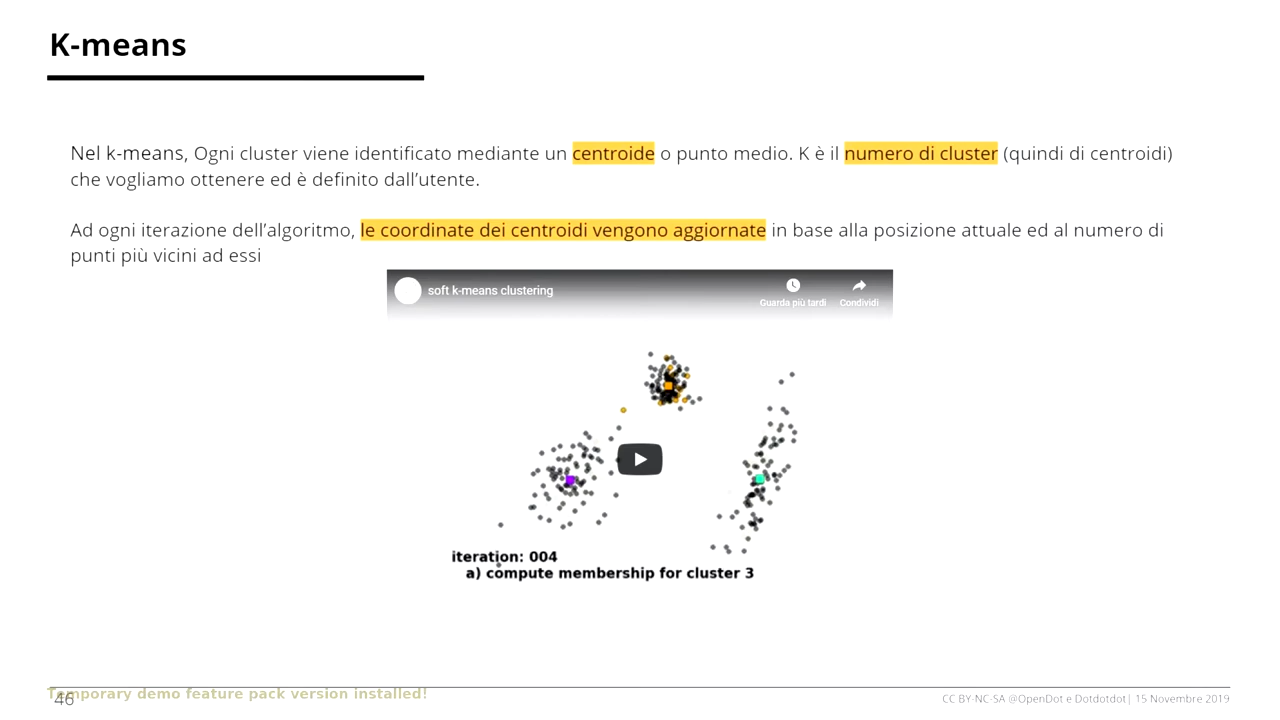 K-means
Nel k-means, Ogni cluster viene identificato mediante un centroide o punto medio. K è il numero di cluster (quindi di centroidi)
che vogliamo ottenere ed è definito dall’utente.
Ad ogni iterazione dell’algoritmo, le coordinate dei centroidi vengono aggiornate in base alla posizione attuale ed al numero di
punti più vicini ad essi
soft k-means clustering
Guarda più tardi
Condividi
iteration: 004
a) compute membership for cluster 3
Temporary demo feature pack version installed!
46
CC BY-NC-SA @OpenDot e Dotdotdot| 15 Novembre 2019